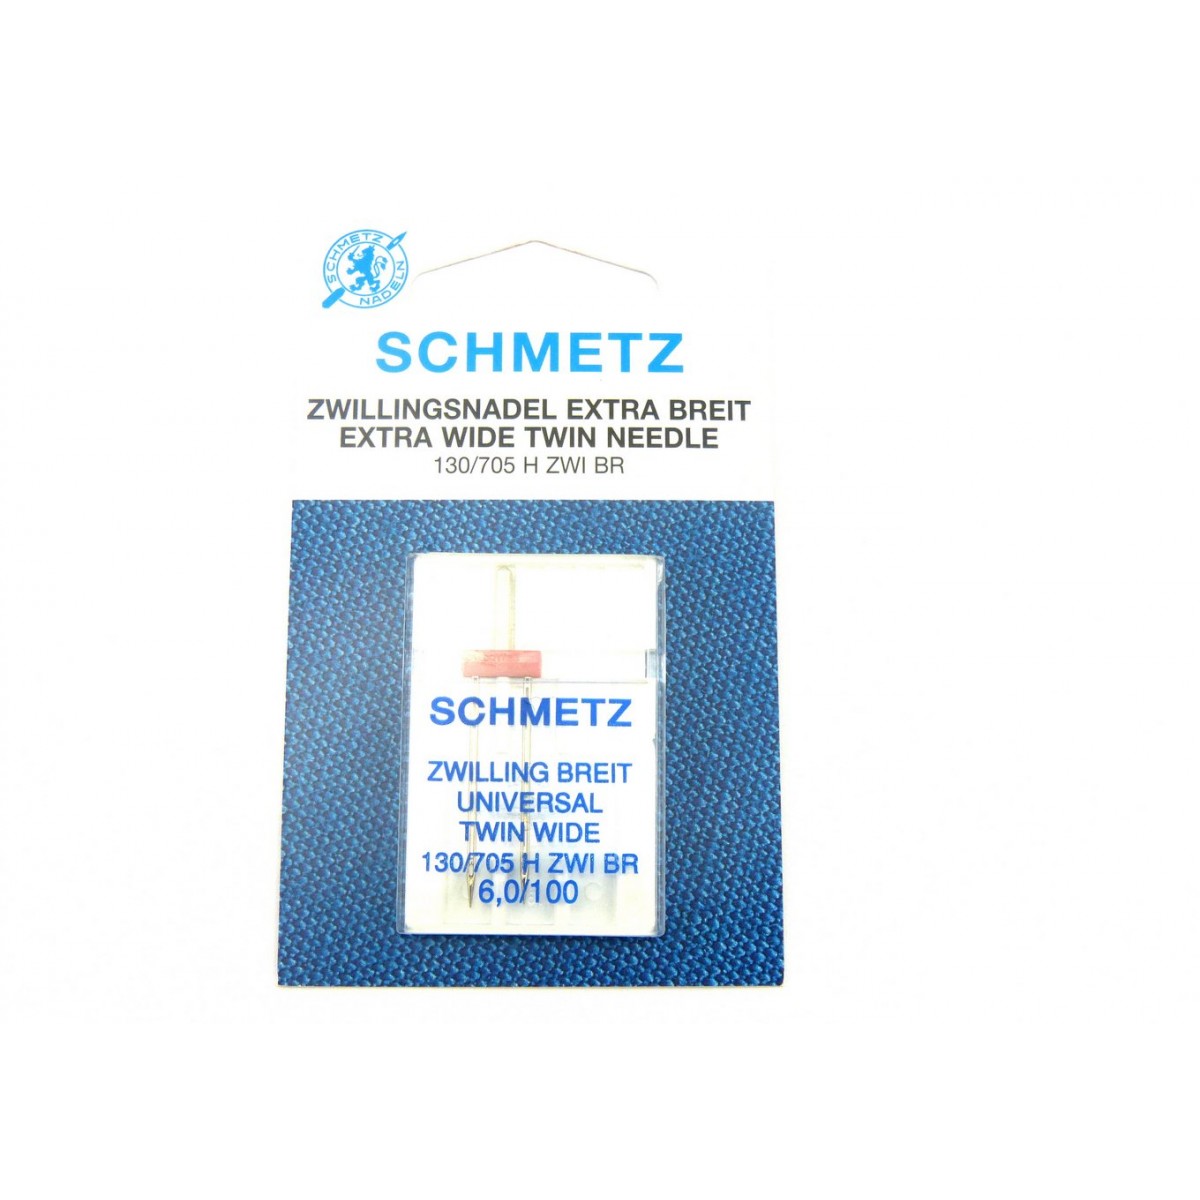 SCHMETZ
NADELN
SCHMETZ
ZWILLINGSNADEL EXTRA BREIT
EXTRA WIDE TWIN NEEDLE
130/705 H ZWI BR
SCHMETZ
ZWILLING BREIT
UNIVERSAL
TWIN WIDE
130/705 H ZWI BR
6,0/100